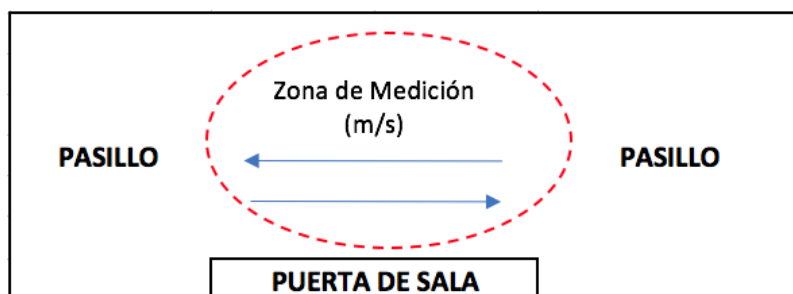 Zona de Medición
(m/s)
PASILLO
PASILLO
PUERTA DE SALA